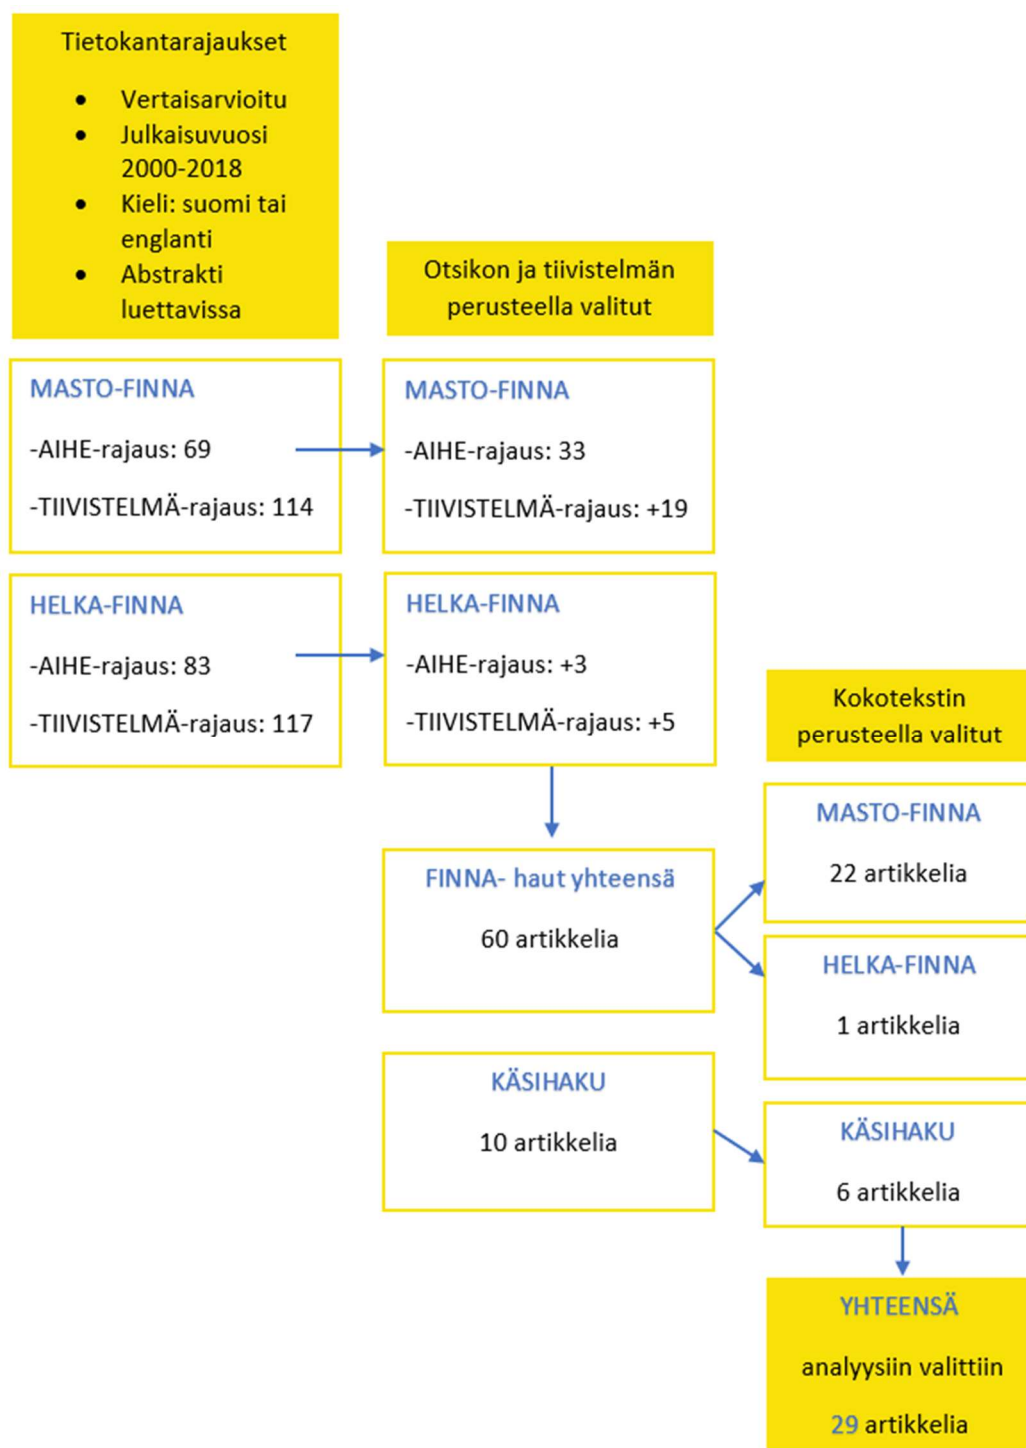 Tietokantarajaukset
• Vertaisarvioitu
• Julkaisuvuosi
2000-2018
• Kieli: suomi tai
englanti
• Abstrakti
luettavissa
Otsikon ja tiivistelmän
perusteella valitut
MASTO-FINNA
-AIHE-rajaus: 69
-TIIVISTELMÄ-rajaus: 114
MASTO-FINNA
-AIHE-rajaus: 33
-TIIVISTELMÄ-rajaus: +19
HELKA-FINNA
-AIHE-rajaus: 83
-TIIVISTELMÄ-rajaus: 117
HELKA-FINNA
-AIHE-rajaus: +3
-TIIVISTELMÄ-rajaus: +5
Kokotekstin
perusteella valitut
FINNA- haut yhteensä
60 artikkelia
MASTO-FINNA
22 artikkelia
HELKA-FINNA
1 artikkelia
KÄSIHAKU
10 artikkelia
KÄSIHAKU
6 artikkelia
YHTEENSÄ
analyysiin valittiin
29 artikkelia